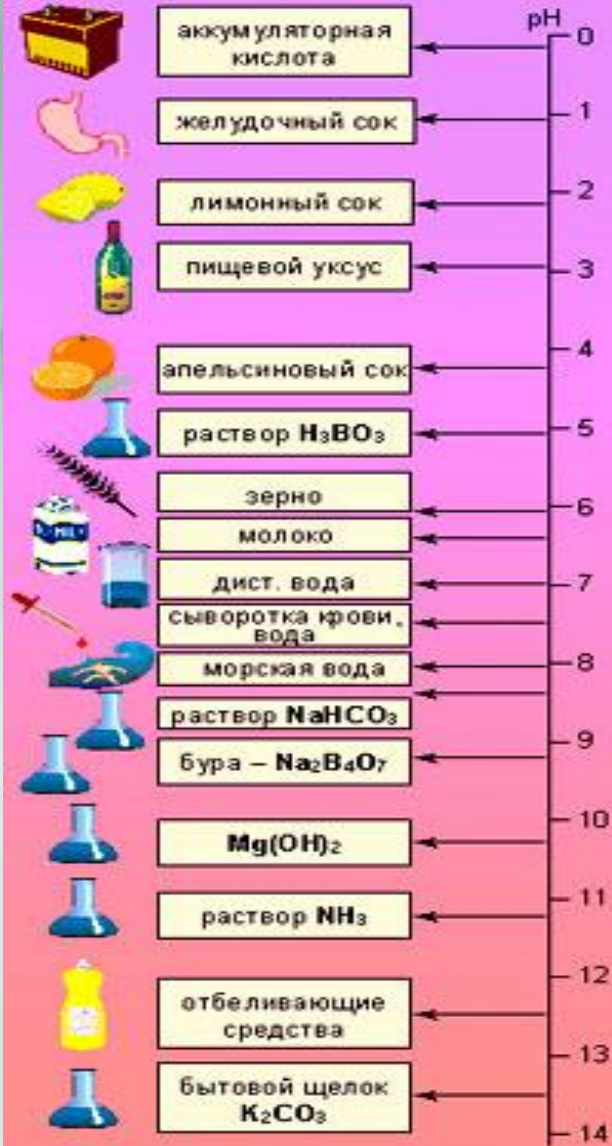 pH
0
аккумуляторная
кислота
1
желудочный сок
2
лимонный сок
3
пищевой уксус
4
апельсиновый сок
5
раствор H₃BO₃
зерно
6
молоко
7
дист. вода
сыворотка крови,
вода
8
морская вода
раствор NaHCO₃
9
бура – Na₂B₄O₇
10
Mg(OH)₂
11
раствор NH₃
12
отбеливающие
средства
13
бытовой щелок
K₂CO₃
14